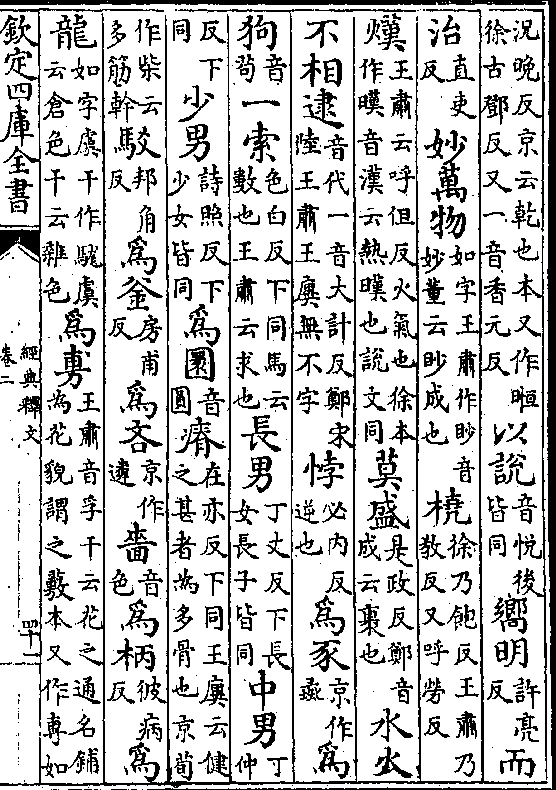 况晚反京云乾也本又作晅徐古鄧反又一音香元反以說音悅後皆同嚮明許亮反而
治直吏反妙萬物如字王肅作眇音妙董云眇成也橈徐乃飽反王肅乃教反又呼勞反
熯王肅云呼但反火氣也徐本作暵音漢云熱暵也說文同莫盛是政反鄭音成云裹也水火
不相逮音代一音大計反鄭宋陸王肅王廙無不字悖必内反逆也爲豕京作彘爲
狗音苟一索色白反下同馬云數也王肅云求也長男丁丈反下長女長子皆同中男丁仲
反下同少男詩照反下少女皆同爲圜音圓瘠在亦反下同王廙云健之甚者為多骨也京荀
作柴云多筋幹駮邦角反爲釜房甫反爲吝京作遴嗇音色爲柄彼病反爲
龍如字虞干作駹虞云倉色干云雜色爲旉王肅音孚干云花之通名鋪為花貌謂之藪本又作專如
欽定四庫全書
經典釋文
卷二
四十一